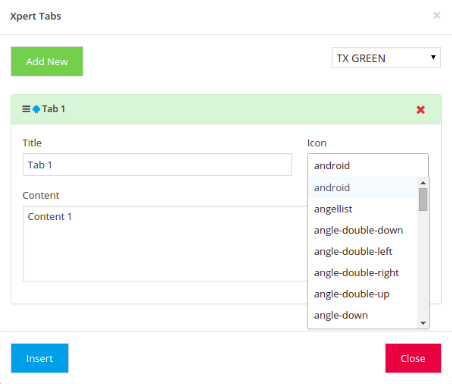 Xpert Tabs
×
Add New
TX GREEN
Tab 1
Title
Icon
Tab 1
android
android
Content
angellist
Content 1
angle-double-down
angle-double-left
angle-double-right
angle-double-up
angle-down
Insert
Close